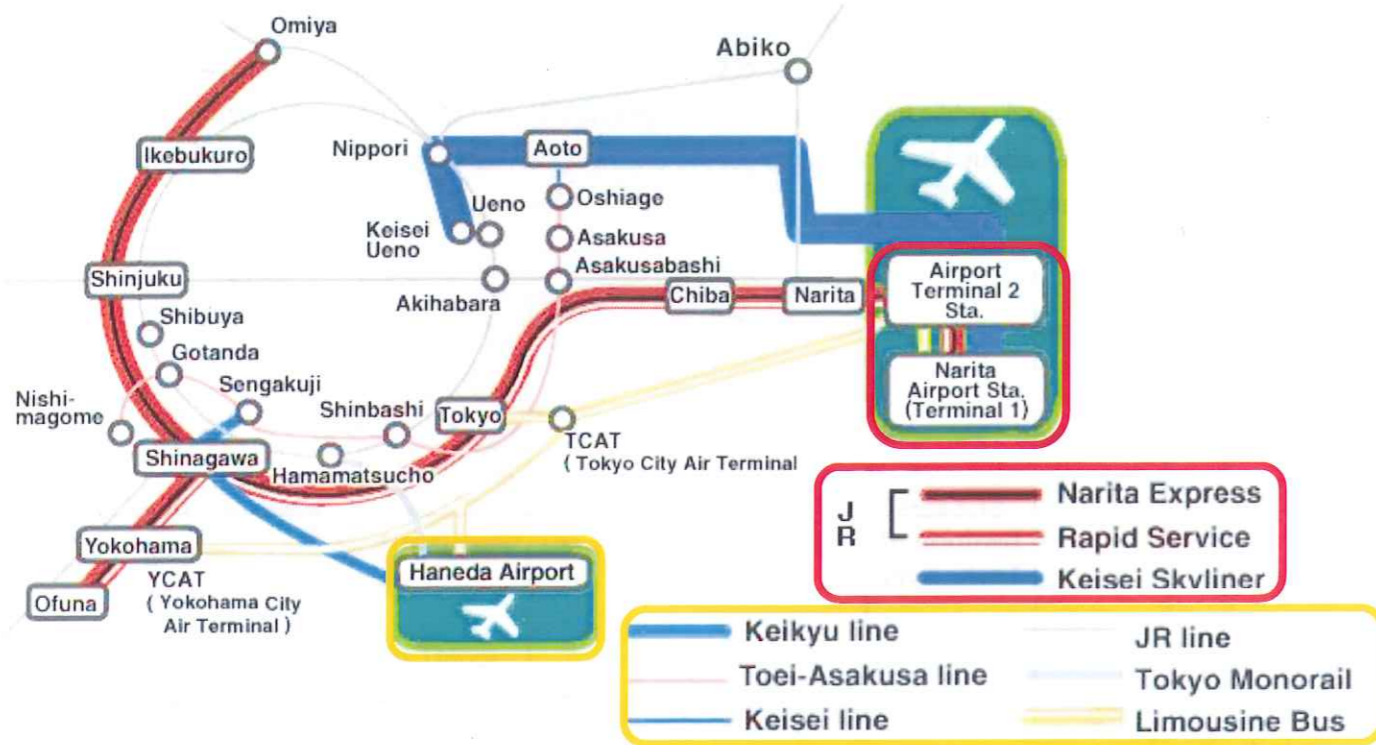 Omiya
Abiko
Ikebukuro
Nippori
Aoto
Oshiage
Ueno
Keisei
Ueno
Asakusa
Asakusabashi
Akihabara
Shinjuku
Chiba
Narita
Airport
Terminal 2
Sta.
Narita
Airport Sta.
(Terminal 1)
Shibuya
Gotanda
Sengakuji
Nishi-
magome
Shinbashi
Tokyo
TCAT
( Tokyo City Air Terminal
Shinagawa
Hamamatsucho
Yokohama
YCAT
( Yokohama City
Air Terminal )
Ofuna
Haneda Airport
J
R
Narita Express
Rapid Service
Keisei Skyliner
Keikyu line
JR line
Toei-Asakusa line
Tokyo Monorail
Keisei line
Limousine Bus